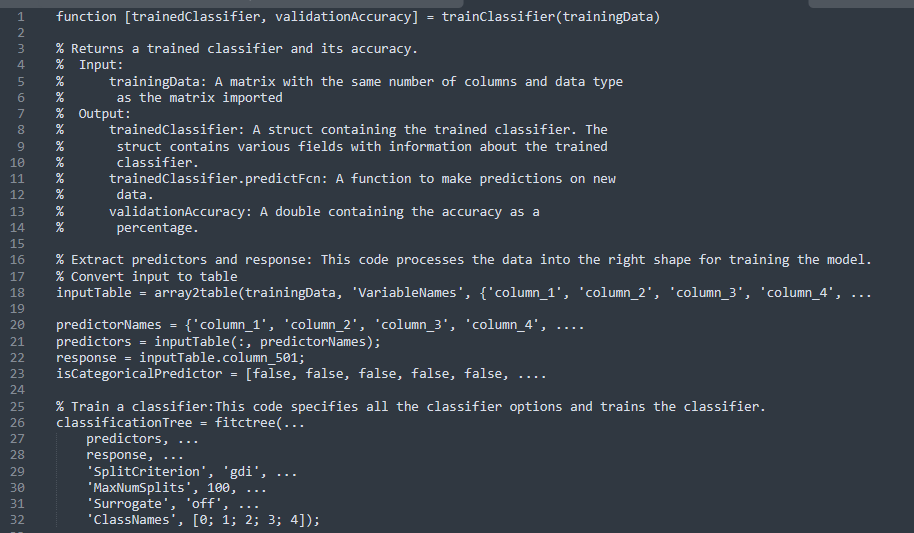 1 function [trainedClassifier, validationAccuracy] = trainClassifier(trainingData)
2
3 % Returns a trained classifier and its accuracy.
4 %  Input:
5 %      trainingData: A matrix with the same number of columns and data type
6 %       as the matrix imported
7 %  Output:
8 %      trainedClassifier: A struct containing the trained classifier. The
9 %       struct contains various fields with information about the trained
10 %       classifier.
11 %      trainedClassifier.predictFcn: A function to make predictions on new
12 %       data.
13 %      validationAccuracy: A double containing the accuracy as a
14 %       percentage.
15
16 % Extract predictors and response: This code processes the data into the right shape for training the model.
17 % Convert input to table
18 inputTable = array2table(trainingData, 'VariableNames', {'column_1', 'column_2', 'column_3', 'column_4', ...
19
20 predictorNames = {'column_1', 'column_2', 'column_3', 'column_4', ....
21 predictors = inputTable(:, predictorNames);
22 response = inputTable.column_501;
23 isCategoricalPredictor = [false, false, false, false, false, ....
24
25 % Train a classifier:This code specifies all the classifier options and trains the classifier.
26 classificationTree = fitctree(...
27     predictors, ...
28     response, ...
29     'SplitCriterion', 'gdi', ...
30     'MaxNumSplits', 100, ...
31     'Surrogate', 'off', ...
32     'ClassNames', [0; 1; 2; 3; 4]);